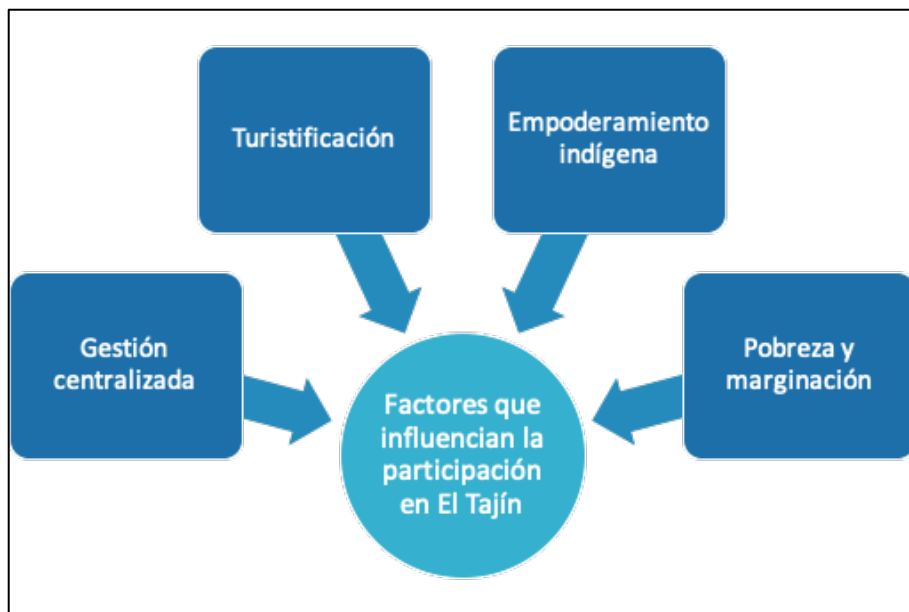 Turistificación
Empoderamiento
indígena
Gestión
centralizada
Pobreza y
marginación
Factores que
influencian la
participación
en El Tajín